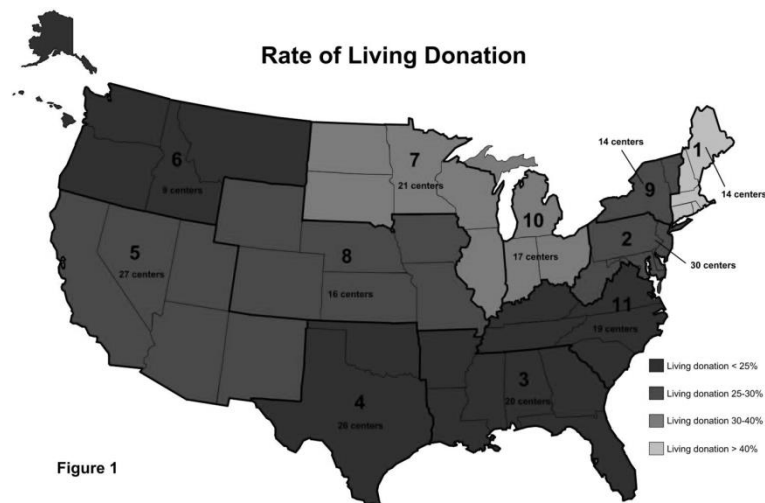 Rate of Living Donation
1
14 centers
7
14 centers
6
9
21 centers
9 centers
10
2
5
8
17 centers
27 centers
30 centers
16 centers
11
19 centers
Living donation < 25%
3
Living donation 25-30%
4
20 centers
Living donation 30-40%
Living donation > 40%
Figure 1